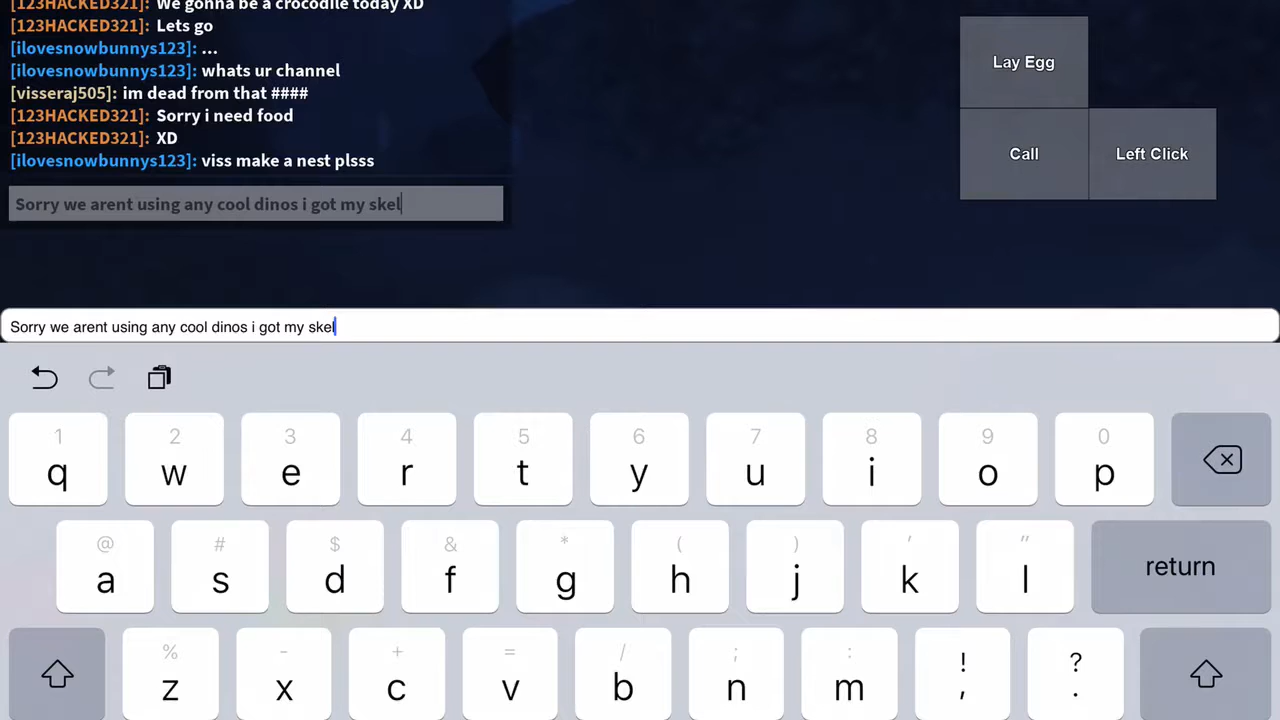 [123HACKED321]: We gonna be a crocodile today XD
[123HACKED321]: Lets go
[ilovesnowbunnys123]: ...
[ilovesnowbunnys123]: whats ur channel
[visseraj505]: im dead from that ####
[123HACKED321]: Sorry i need food
[123HACKED321]: XD
[ilovesnowbunnys123]: viss make a nest plsss
Sorry we arent using any cool dinos i got my skel
Lay Egg
Call
Left Click
Sorry we arent using any cool dinos i got my skel
1 2 3 4 5 6 7 8 9 0
q w e r t y u i o p
@ # $ & * ( ) ' "
a s d f g h j k l return
% - + = / ; : ! ?
z x c v b n m , .